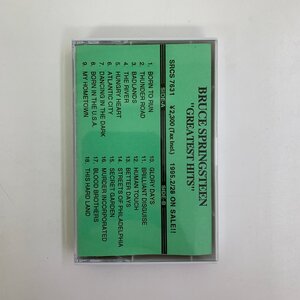 BRUCE SPRINGSTEEN
"GREATEST HITS"
SRCS 7631 ¥2,300 (Tax incl.) 1995.2/28 ON SALE!!
SIDE-A
1. BORN TO RUN
2. THUNDER ROAD
3. BADLANDS
4. THE RIVER
5. HUNGRY HEART
6. ATLANTIC CITY
7. DANCING IN THE DARK
8. BORN IN THE U.S.A.
9. MY HOMETOWN
SIDE-B
10. GLORY DAYS
11. BRILLIANT DISGUISE
12. HUMAN TOUCH
13. BETTER DAYS
14. STREETS OF PHILADELPHIA
15. SECRET GARDEN
16. MURDER INCORPORATED
17. BLOOD BROTHERS
18. THIS HARD LAND